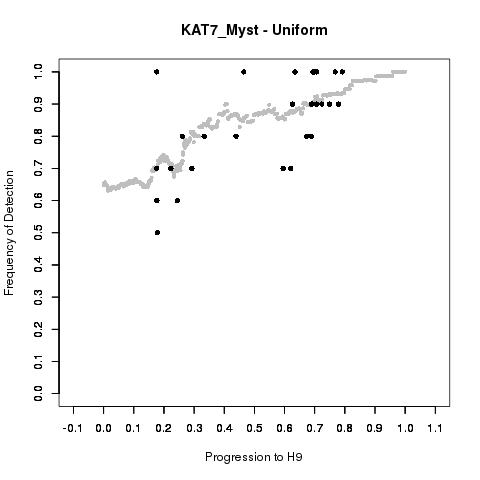 KAT7_Myst - Uniform
Frequency of Detection
1.0
0.9
0.8
0.7
0.6
0.5
0.4
0.3
0.2
0.1
0.0
-0.1 0.0 0.1 0.2 0.3 0.4 0.5 0.6 0.7 0.8 0.9 1.0 1.1
Progression to H9